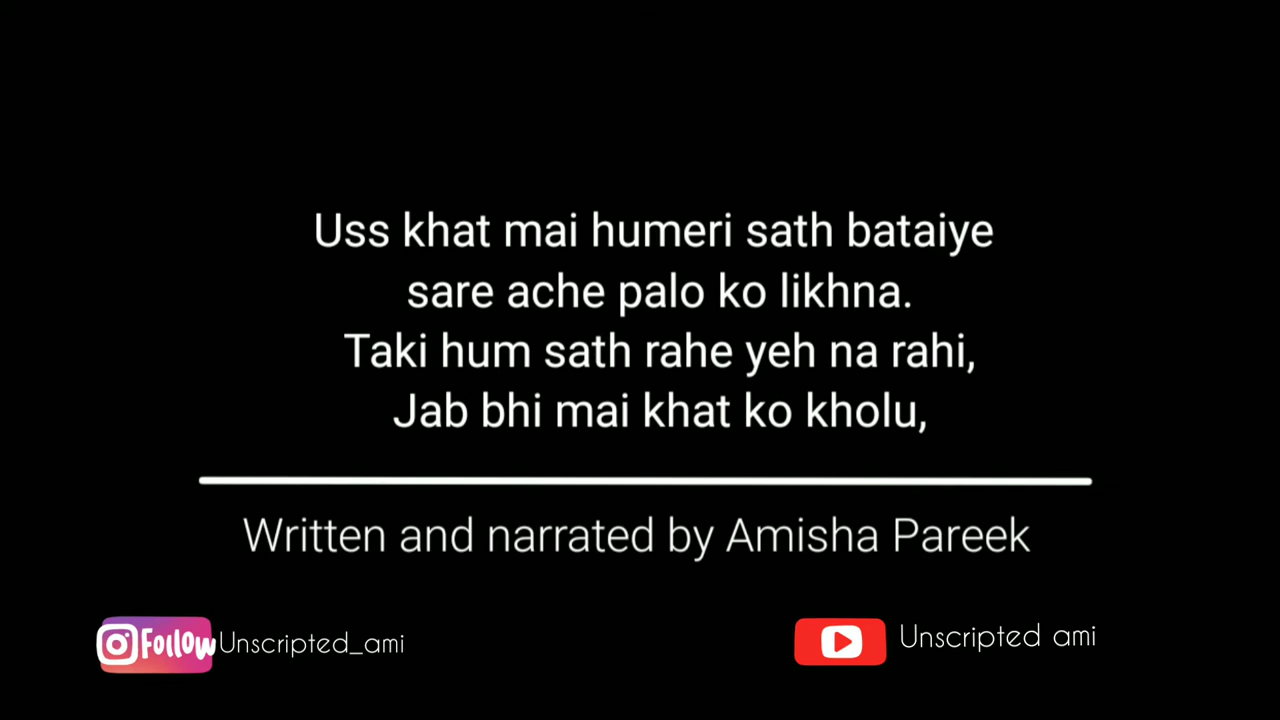 Uss khat mai humeri sath bataiye
sare ache palo ko likhna.
Taki hum sath rahe yeh na rahi,
Jab bhi mai khat ko kholu,
Written and narrated by Amisha Pareek
Follow Unscripted_ami
Unscripted ami